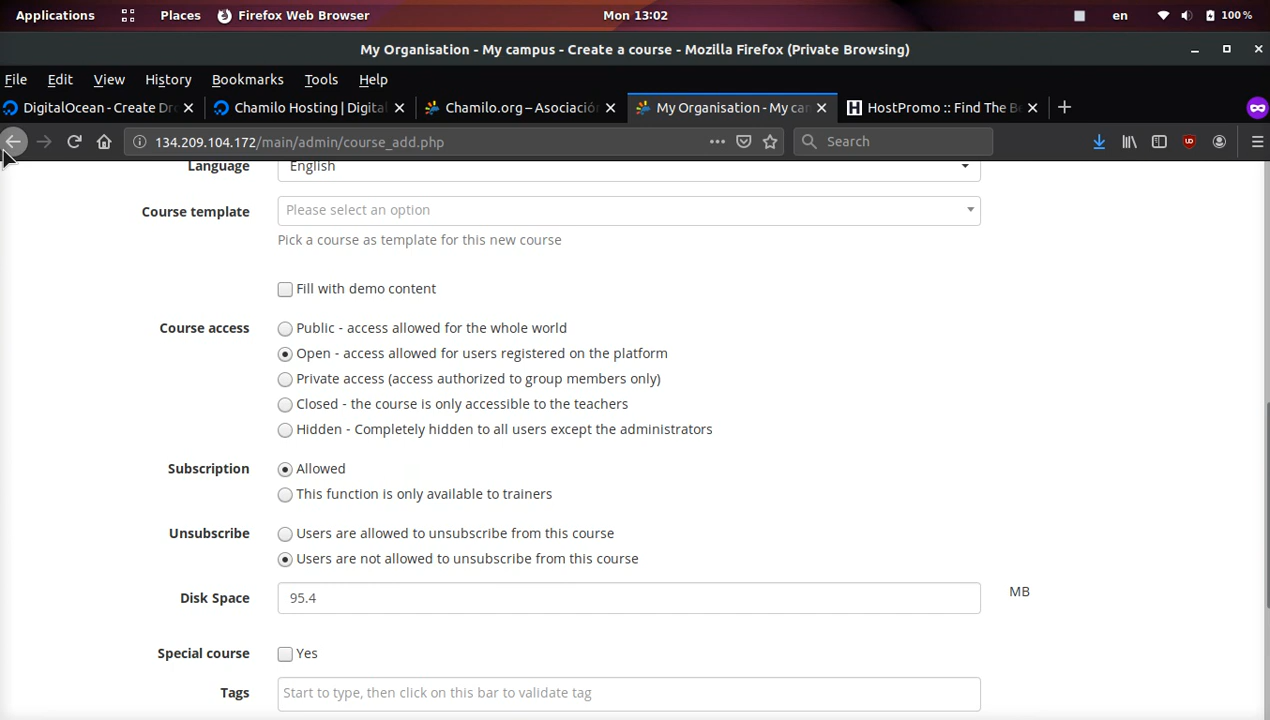 Applications Places Firefox Web Browser Mon 13:02 en 100 %
My Organisation - My campus - Create a course - Mozilla Firefox (Private Browsing)
File Edit View History Bookmarks Tools Help
DigitalOcean - Create Dr Chamilo Hosting | Digital Chamilo.org – Asociación My Organisation - My cam HostPromo :: Find The Be
134.209.104.172/main/admin/course_add.php Search
Language English
Course template Please select an option
Pick a course as template for this new course
Fill with demo content
Course access Public - access allowed for the whole world
Open - access allowed for users registered on the platform
Private access (access authorized to group members only)
Closed - the course is only accessible to the teachers
Hidden - Completely hidden to all users except the administrators
Subscription Allowed
This function is only available to trainers
Unsubscribe Users are allowed to unsubscribe from this course
Users are not allowed to unsubscribe from this course
Disk Space 95.4 MB
Special course Yes
Tags Start to type, then click on this bar to validate tag